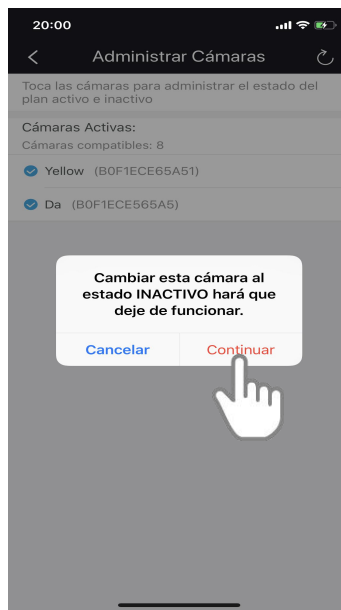 20:00
Administrar Cámaras
Toca las cámaras para administrar el estado del
plan activo e inactivo
Cámaras Activas:
Cámaras compatibles: 8
Yellow (B0F1ECE65A51)
Da (B0F1ECE565A5)
Cambiar esta cámara al
estado INACTIVO hará que
deje de funcionar.
Cancelar Continuar